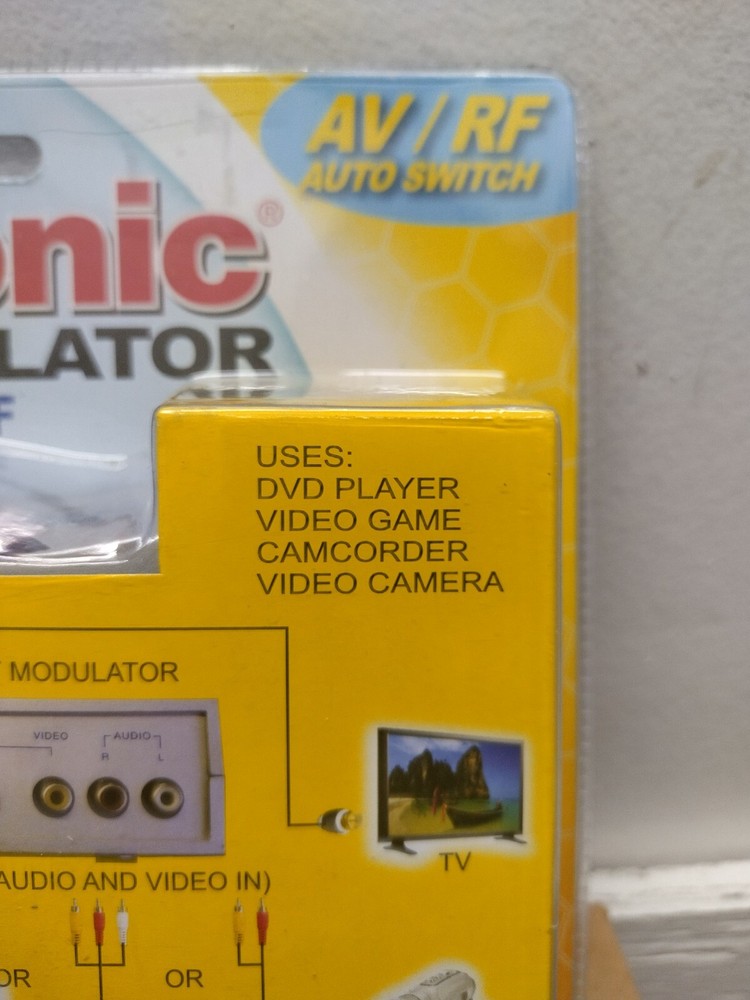 AV / RF
AUTO SWITCH
onic®
LATOR
F
USES:
DVD PLAYER
VIDEO GAME
CAMCORDER
VIDEO CAMERA
MODULATOR
VIDEO
AUDIO
R
L
TV
AUDIO AND VIDEO IN)
OR
OR